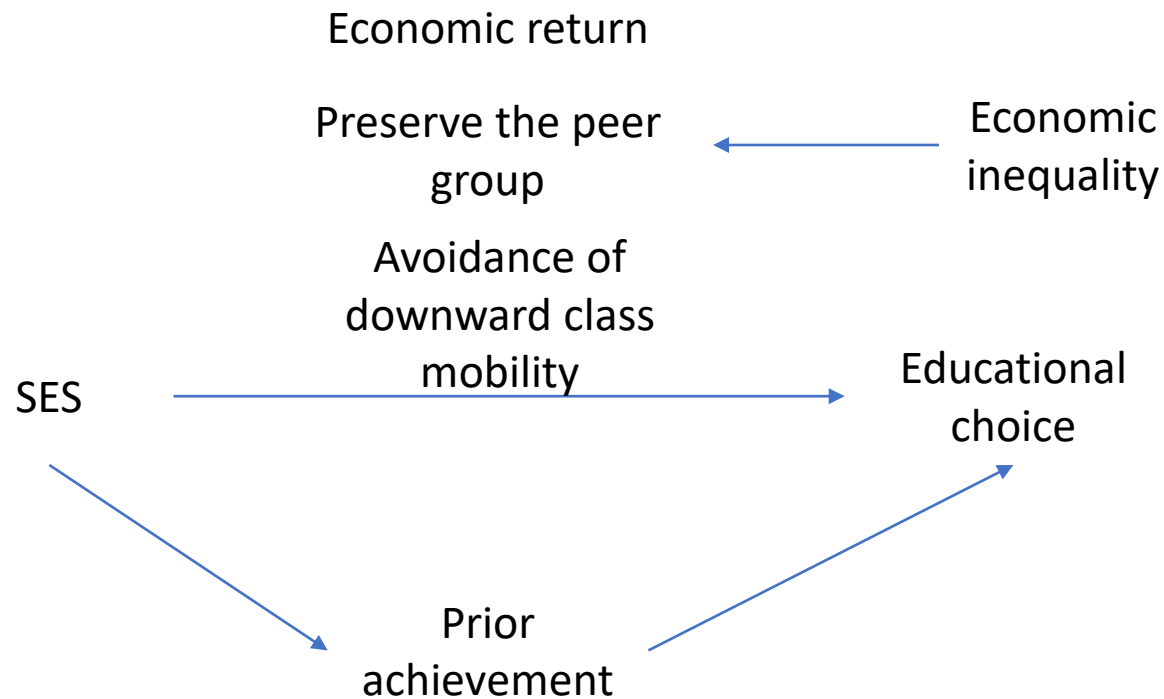 Economic return
Preserve the peer
group
Economic
inequality
Avoidance of
downward class
mobility
SES
Educational
choice
Prior
achievement